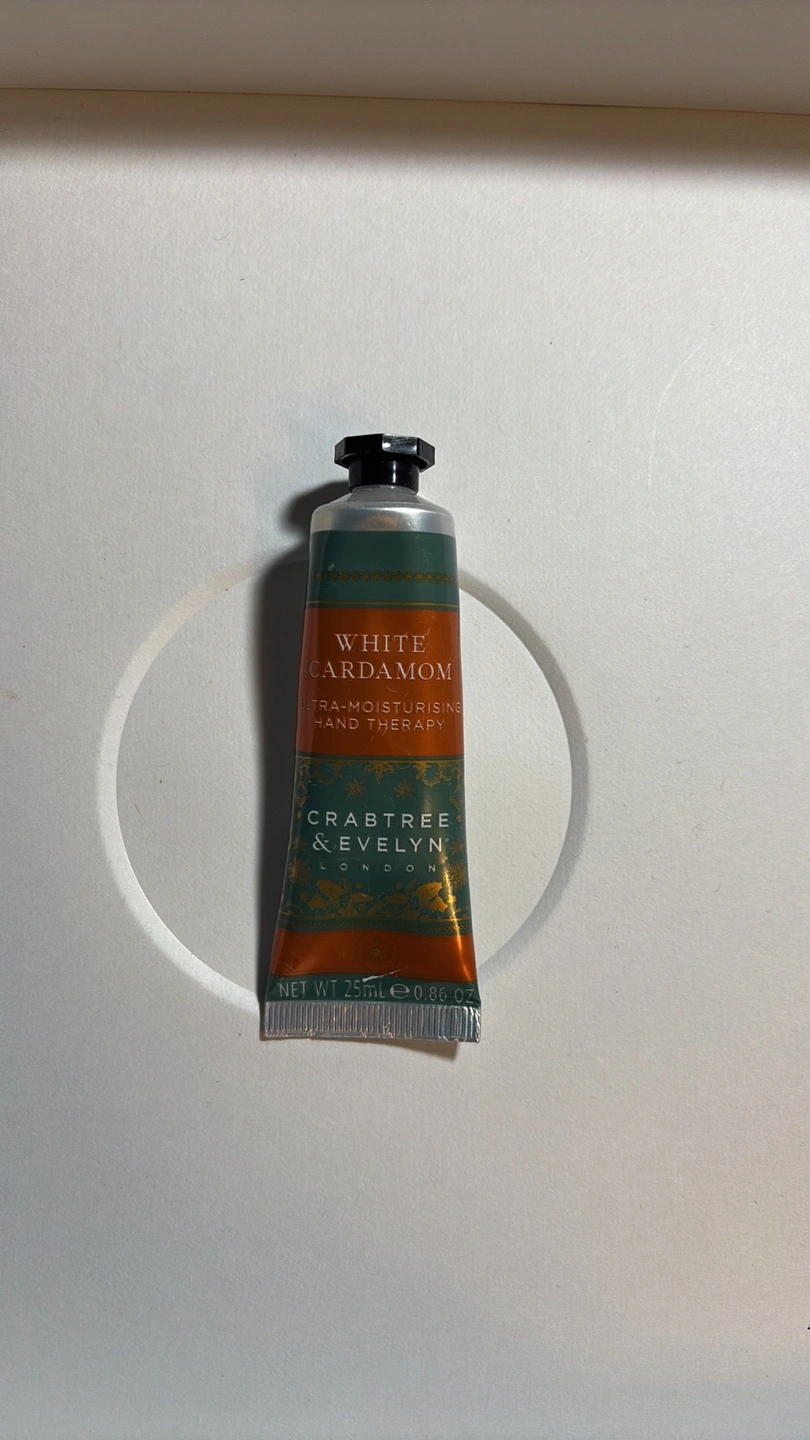 WHITE
CARDAMOM
ULTRA-MOISTURISING
HAND THERAPY
CRABTREE
& EVELYN
LONDON
NET WT 25mL e 0.86 OZ